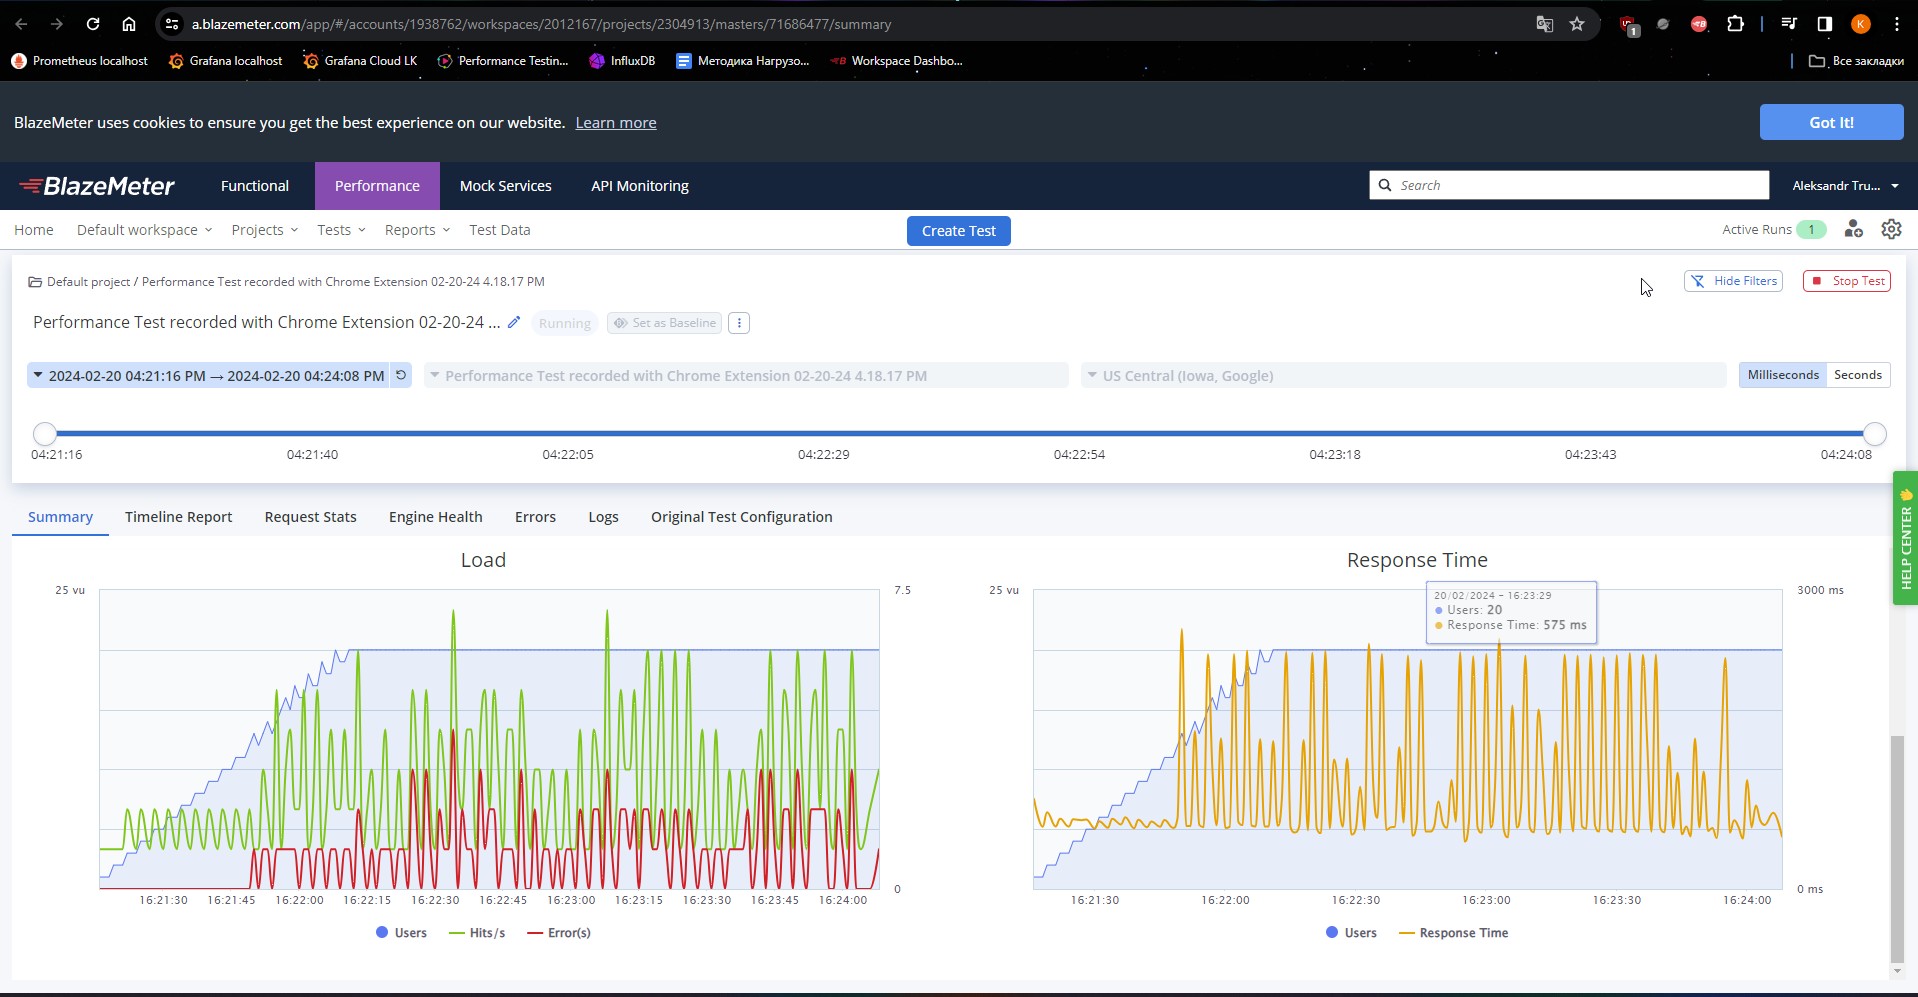 a.blazemeter.com/app/#/accounts/1938762/workspaces/2012167/projects/2304913/masters/71686477/summary
1
K
Prometheus localhost
Grafana localhost
Grafana Cloud LK
Performance Testin...
InfluxDB
Методика Нагрузо...
Workspace Dashbo...
Все закладки
BlazeMeter uses cookies to ensure you get the best experience on our website. Learn more
Got It!
BlazeMeter
Functional
Performance
Mock Services
API Monitoring
Search
Aleksandr Tru...
Home
Default workspace
Projects
Tests
Reports
Test Data
Create Test
Active Runs 1
Default project / Performance Test recorded with Chrome Extension 02-20-24 4.18.17 PM
Hide Filters
Stop Test
Performance Test recorded with Chrome Extension 02-20-24 ...
Running
Set as Baseline
2024-02-20 04:21:16 PM → 2024-02-20 04:24:08 PM
Performance Test recorded with Chrome Extension 02-20-24 4.18.17 PM
US Central (Iowa, Google)
Milliseconds
Seconds
04:21:16
04:21:40
04:22:05
04:22:29
04:22:54
04:23:18
04:23:43
04:24:08
HELP CENTER
Summary
Timeline Report
Request Stats
Engine Health
Errors
Logs
Original Test Configuration
Load
25 vu
7.5
0
16:21:30
16:21:45
16:22:00
16:22:15
16:22:30
16:22:45
16:23:00
16:23:15
16:23:30
16:23:45
16:24:00
Users
Hits/s
Error(s)
Response Time
25 vu
3000 ms
20/02/2024 - 16:23:29
Users: 20
Response Time: 575 ms
0 ms
16:21:30
16:22:00
16:22:30
16:23:00
16:23:30
16:24:00
Users
Response Time